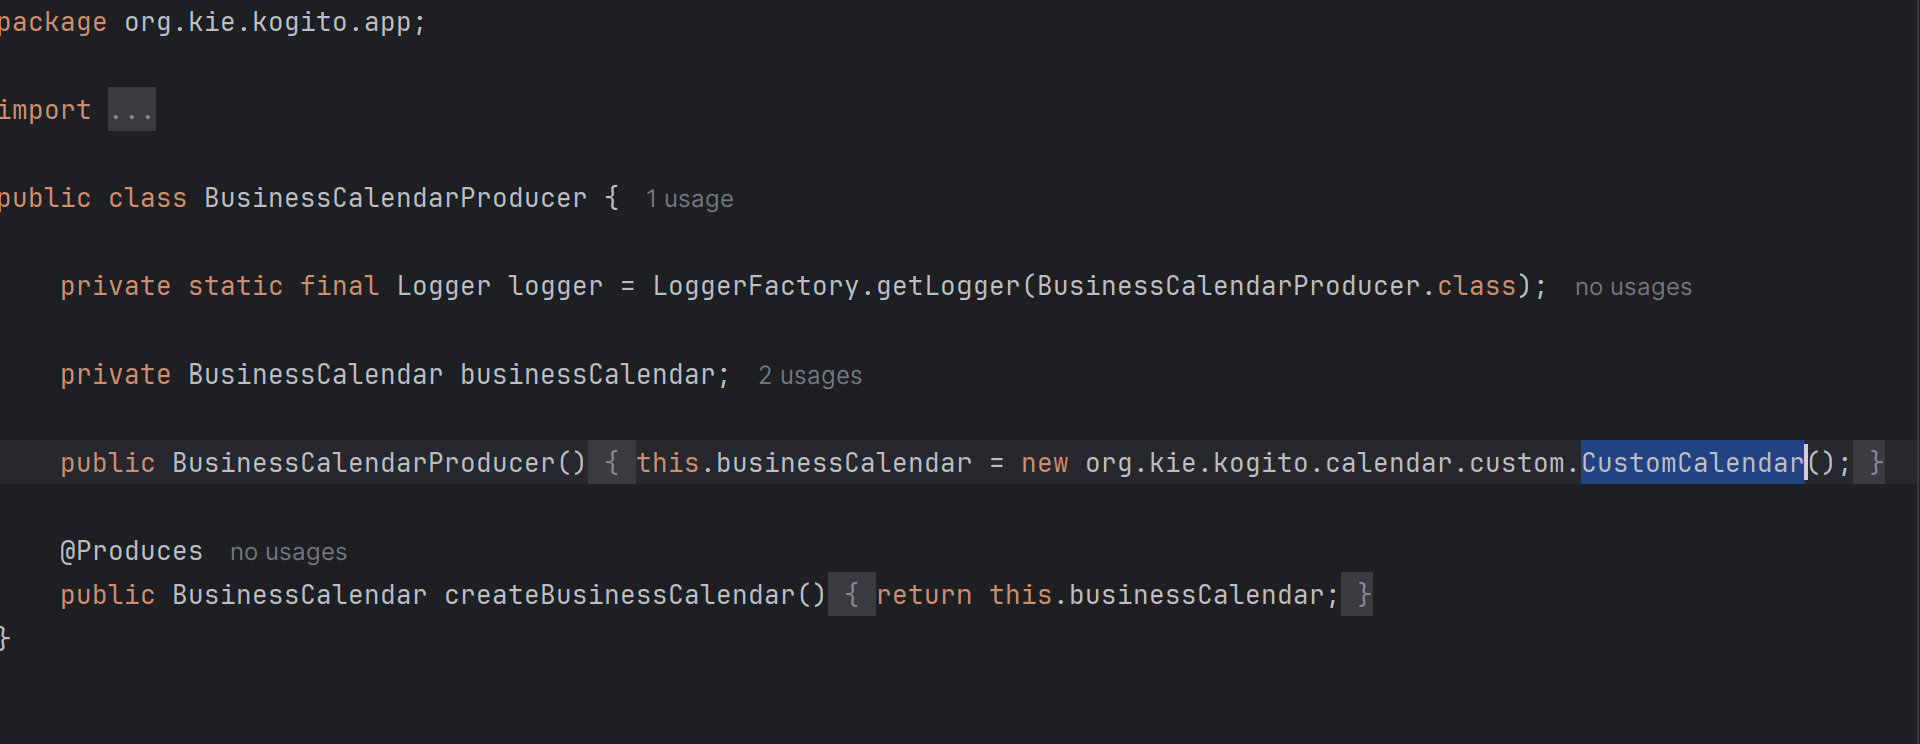 package org.kie.kogito.app;
import ...
public class BusinessCalendarProducer { 1 usage
private static final Logger logger = LoggerFactory.getLogger(BusinessCalendarProducer.class); no usages
private BusinessCalendar businessCalendar; 2 usages
public BusinessCalendarProducer() { this.businessCalendar = new org.kie.kogito.calendar.custom.CustomCalendar(); }
@Produces no usages
public BusinessCalendar createBusinessCalendar() { return this.businessCalendar; }
}